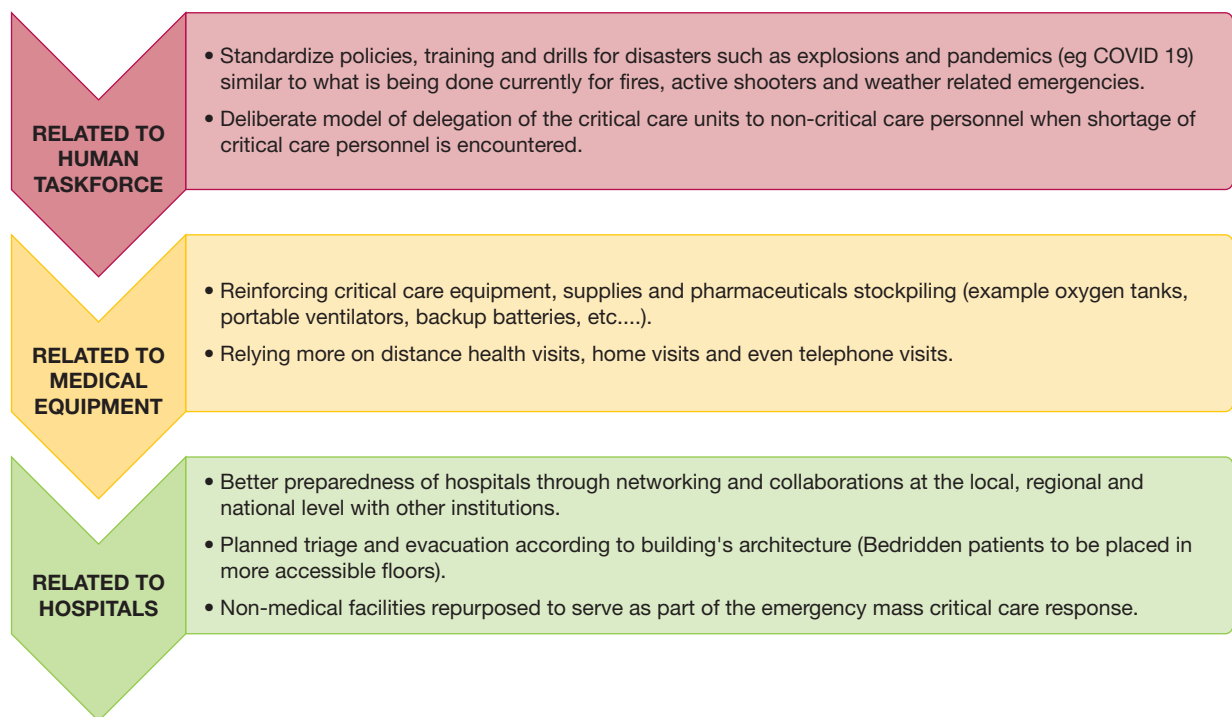 RELATED TO
HUMAN
TASKFORCE
• Standardize policies, training and drills for disasters such as explosions and pandemics (eg COVID 19)
similar to what is being done currently for fires, active shooters and weather related emergencies.
• Deliberate model of delegation of the critical care units to non-critical care personnel when shortage of
critical care personnel is encountered.
RELATED TO
MEDICAL
EQUIPMENT
• Reinforcing critical care equipment, supplies and pharmaceuticals stockpiling (example oxygen tanks,
portable ventilators, backup batteries, etc....).
• Relying more on distance health visits, home visits and even telephone visits.
RELATED TO
HOSPITALS
• Better preparedness of hospitals through networking and collaborations at the local, regional and
national level with other institutions.
• Planned triage and evacuation according to building's architecture (Bedridden patients to be placed in
more accessible floors).
• Non-medical facilities repurposed to serve as part of the emergency mass critical care response.